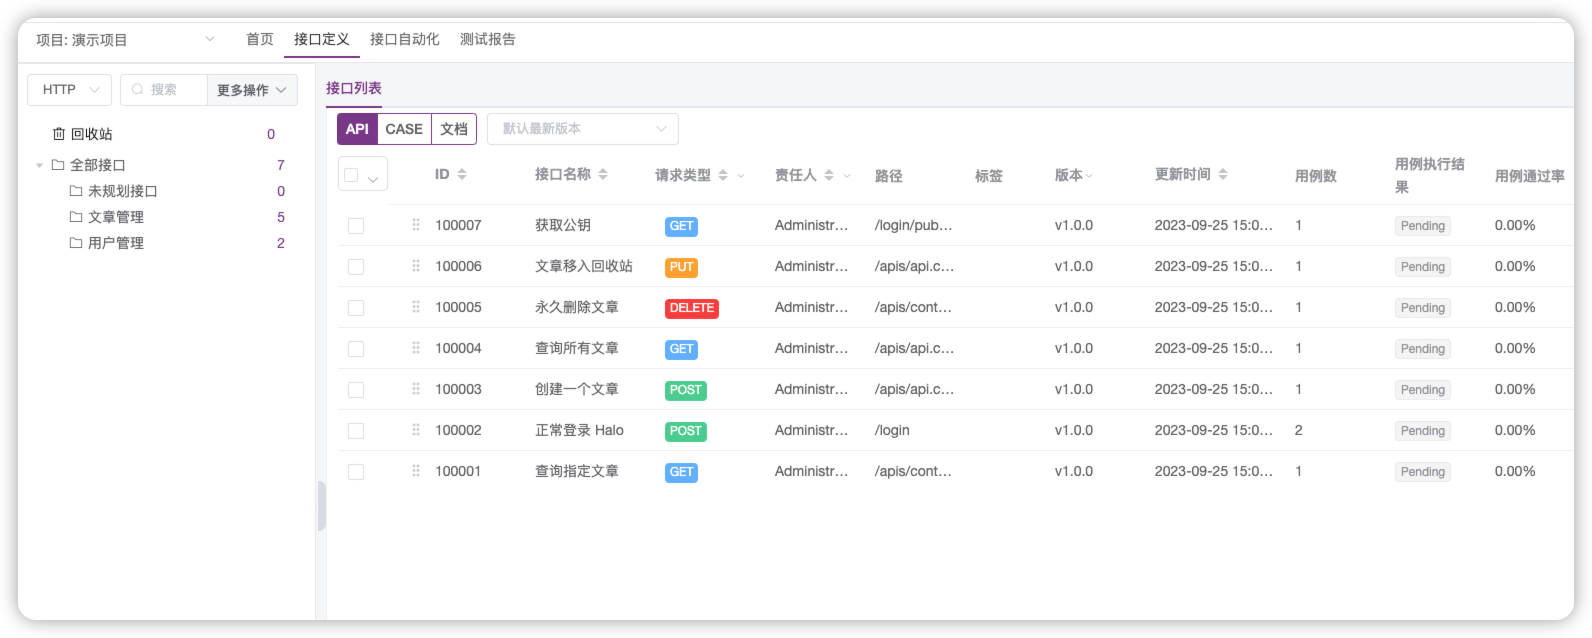 项目: 演示项目 首页 接口定义 接口自动化 测试报告
HTTP 搜索 更多操作
回收站 0
全部接口 7
未规划接口 0
文章管理 5
用户管理 2
接口列表
API CASE 文档 默认最新版本
ID 接口名称 请求类型 责任人 路径 标签 版本 更新时间 用例数 用例执行结果 用例通过率
100007 获取公钥 GET Administr... /login/pub... v1.0.0 2023-09-25 15:0... 1 Pending 0.00%
100006 文章移入回收站 PUT Administr... /apis/api.c... v1.0.0 2023-09-25 15:0... 1 Pending 0.00%
100005 永久删除文章 DELETE Administr... /apis/cont... v1.0.0 2023-09-25 15:0... 1 Pending 0.00%
100004 查询所有文章 GET Administr... /apis/api.c... v1.0.0 2023-09-25 15:0... 1 Pending 0.00%
100003 创建一个文章 POST Administr... /apis/api.c... v1.0.0 2023-09-25 15:0... 1 Pending 0.00%
100002 正常登录 Halo POST Administr... /login v1.0.0 2023-09-25 15:0... 2 Pending 0.00%
100001 查询指定文章 GET Administr... /apis/cont... v1.0.0 2023-09-25 15:0... 1 Pending 0.00%